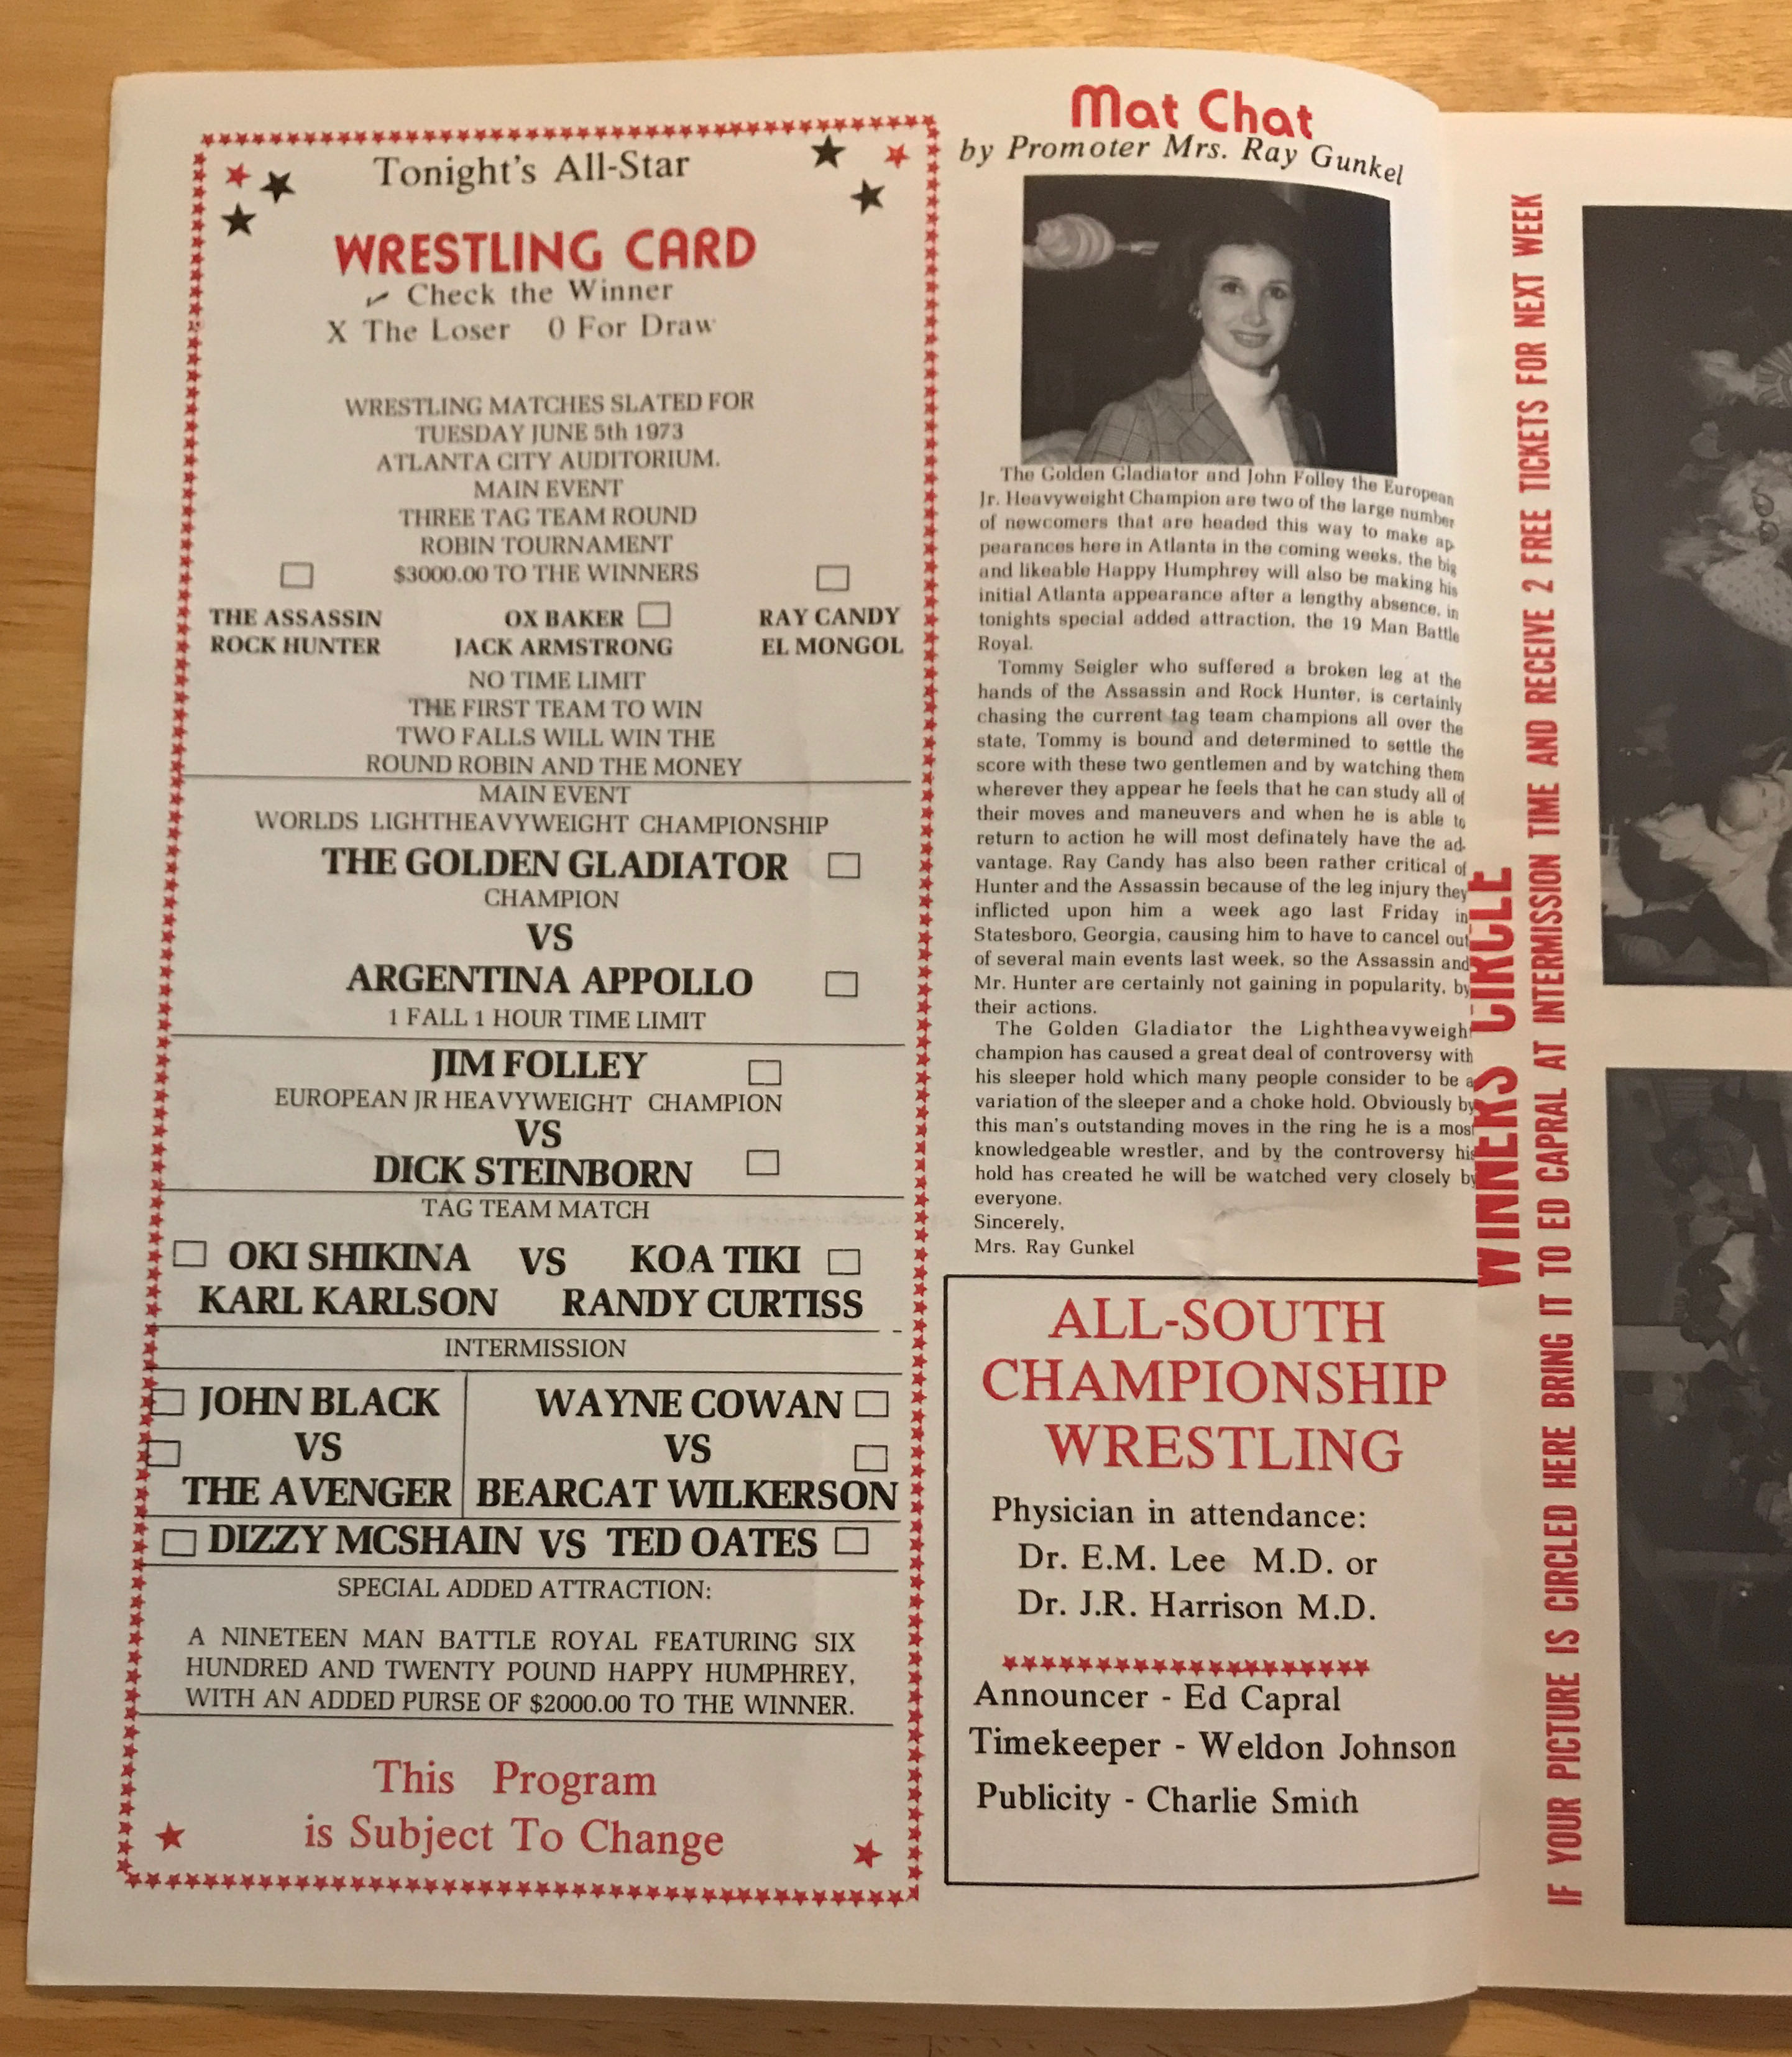 Tonight's All-Star
WRESTLING CARD
✓ Check the Winner
X The Loser 0 For Draw
WRESTLING MATCHES SLATED FOR
TUESDAY JUNE 5th 1973
ATLANTA CITY AUDITORIUM.
MAIN EVENT
THREE TAG TEAM ROUND
ROBIN TOURNAMENT
$3000.00 TO THE WINNERS
THE ASSASSIN OX BAKER RAY CANDY
ROCK HUNTER JACK ARMSTRONG EL MONGOL
NO TIME LIMIT
THE FIRST TEAM TO WIN
TWO FALLS WILL WIN THE
ROUND ROBIN AND THE MONEY
MAIN EVENT
WORLDS LIGHTHEAVYWEIGHT CHAMPIONSHIP
THE GOLDEN GLADIATOR
CHAMPION
VS
ARGENTINA APPOLLO
1 FALL 1 HOUR TIME LIMIT
JIM FOLLEY
EUROPEAN JR HEAVYWEIGHT CHAMPION
VS
DICK STEINBORN
TAG TEAM MATCH
OKI SHIKINA VS KOA TIKI
KARL KARLSON RANDY CURTISS
INTERMISSION
JOHN BLACK
VS
THE AVENGER
WAYNE COWAN
VS
BEARCAT WILKERSON
DIZZY MCSHAIN VS TED OATES
SPECIAL ADDED ATTRACTION:
A NINETEEN MAN BATTLE ROYAL FEATURING SIX
HUNDRED AND TWENTY POUND HAPPY HUMPHREY,
WITH AN ADDED PURSE OF $2000.00 TO THE WINNER.
This Program
is Subject To Change
Mat Chat
by Promoter Mrs. Ray Gunkel
The Golden Gladiator and John Folley the European
Jr. Heavyweight Champion are two of the large number
of newcomers that are headed this way to make ap-
pearances here in Atlanta in the coming weeks, the big
and likeable Happy Humphrey will also be making his
initial Atlanta appearance after a lengthy absence, in
tonights special added attraction, the 19 Man Battle
Royal.
Tommy Seigler who suffered a broken leg at the
hands of the Assassin and Rock Hunter, is certainly
chasing the current tag team champions all over the
state, Tommy is bound and determined to settle the
score with these two gentlemen and by watching them
wherever they appear he feels that he can study all of
their moves and maneuvers and when he is able to
return to action he will most definately have the ad-
vantage. Ray Candy has also been rather critical of
Hunter and the Assassin because of the leg injury they
inflicted upon him a week ago last Friday in
Statesboro, Georgia, causing him to have to cancel out
of several main events last week, so the Assassin and
Mr. Hunter are certainly not gaining in popularity, by
their actions.
The Golden Gladiator the Lightheavyweight
champion has caused a great deal of controversy with
his sleeper hold which many people consider to be a
variation of the sleeper and a choke hold. Obviously by
this man's outstanding moves in the ring he is a most
knowledgeable wrestler, and by the controversy his
hold has created he will be watched very closely by
everyone.
Sincerely,
Mrs. Ray Gunkel
ALL-SOUTH
CHAMPIONSHIP
WRESTLING
Physician in attendance:
Dr. E.M. Lee M.D. or
Dr. J.R. Harrison M.D.
Announcer - Ed Capral
Timekeeper - Weldon Johnson
Publicity - Charlie Smith
WINNERS CIRCLE
IF YOUR PICTURE IS CIRCLED HERE BRING IT TO ED CAPRAL AT INTERMISSION TIME AND RECEIVE 2 FREE TICKETS FOR NEXT WEEK